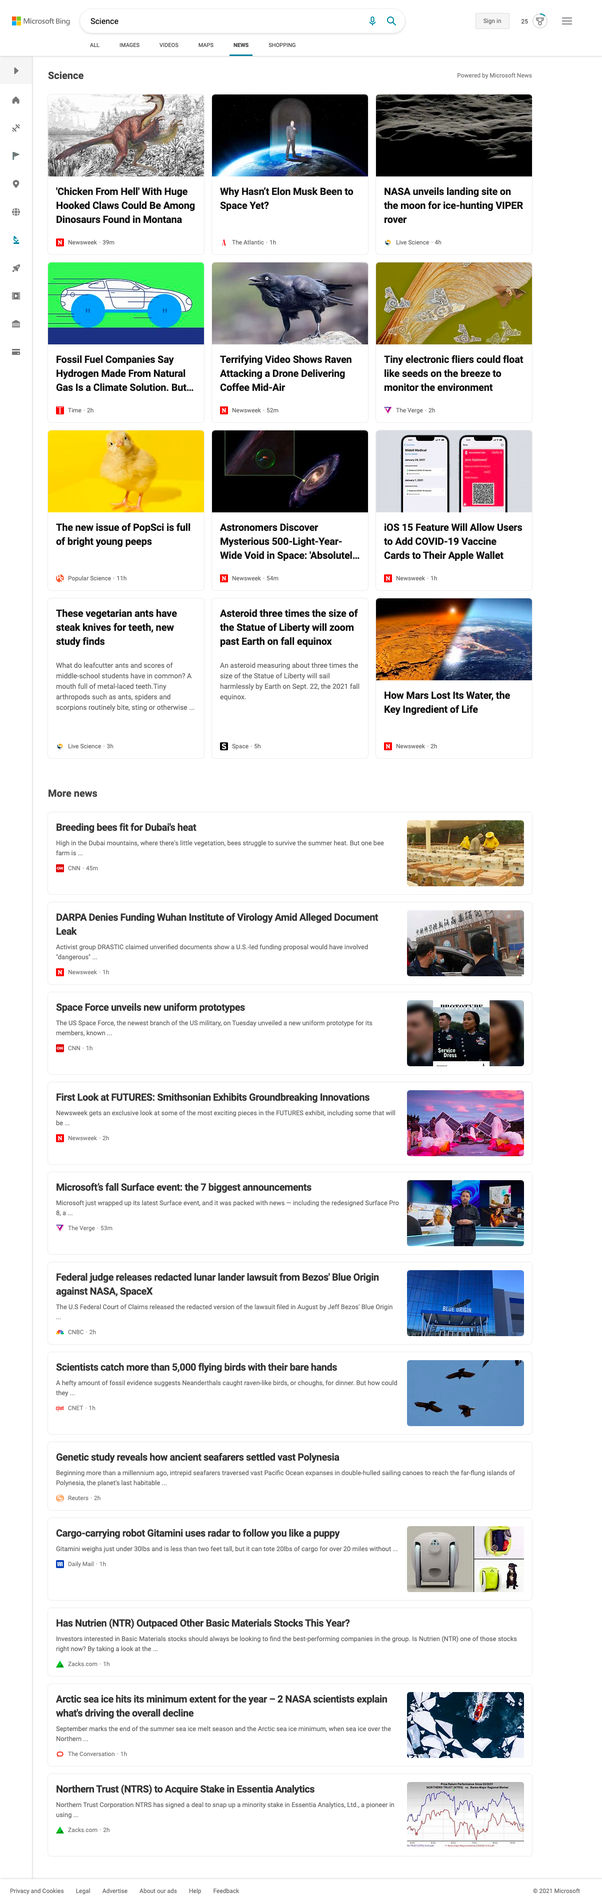 Microsoft Bing
Science
Sign in
25
ALL
IMAGES
VIDEOS
MAPS
NEWS
SHOPPING
Science
Powered by Microsoft News
'Chicken From Hell' With Huge
Hooked Claws Could Be Among
Dinosaurs Found in Montana
Newsweek · 39m
Why Hasn't Elon Musk Been to
Space Yet?
The Atlantic · 1h
NASA unveils landing site on
the moon for ice-hunting VIPER
rover
Live Science · 4h
Fossil Fuel Companies Say
Hydrogen Made From Natural
Gas Is a Climate Solution. But...
Time · 2h
Terrifying Video Shows Raven
Attacking a Drone Delivering
Coffee Mid-Air
Newsweek · 52m
Tiny electronic fliers could float
like seeds on the breeze to
monitor the environment
The Verge · 2h
The new issue of PopSci is full
of bright young peeps
Popular Science · 11h
Astronomers Discover
Mysterious 500-Light-Year-
Wide Void in Space: 'Absolutel...
Newsweek · 54m
iOS 15 Feature Will Allow Users
to Add COVID-19 Vaccine
Cards to Their Apple Wallet
Newsweek · 1h
These vegetarian ants have
steak knives for teeth, new
study finds
What do leafcutter ants and scores of
middle-school students have in common? A
mouth full of metal-laced teeth.Tiny
arthropods such as ants, spiders and
scorpions routinely bite, sting or otherwise ...
Live Science · 3h
Asteroid three times the size of
the Statue of Liberty will zoom
past Earth on fall equinox
An asteroid measuring about three times the
size of the Statue of Liberty will sail
harmlessly by Earth on Sept. 22, the 2021 fall
equinox.
Space · 5h
How Mars Lost Its Water, the
Key Ingredient of Life
Newsweek · 2h
More news
Breeding bees fit for Dubai's heat
High in the Dubai mountains, where there's little vegetation, bees struggle to survive the summer heat. But one bee
farm is ...
CNN · 45m
DARPA Denies Funding Wuhan Institute of Virology Amid Alleged Document
Leak
Activist group DRASTIC claimed unverified documents show a U.S.-led funding proposal would have involved
"dangerous" ...
Newsweek · 1h
Space Force unveils new uniform prototypes
The US Space Force, the newest branch of the US military, on Tuesday unveiled a new uniform prototype for its
members, known ...
CNN · 1h
PROTOTYPE
Service
Dress
First Look at FUTURES: Smithsonian Exhibits Groundbreaking Innovations
Newsweek gets an exclusive look at some of the most exciting pieces in the FUTURES exhibit, including some that will
be ...
Newsweek · 2h
Microsoft's fall Surface event: the 7 biggest announcements
Microsoft just wrapped up its latest Surface event, and it was packed with news — including the redesigned Surface Pro
8, a ...
The Verge · 53m
Federal judge releases redacted lunar lander lawsuit from Bezos' Blue Origin
against NASA, SpaceX
The U.S Federal Court of Claims released the redacted version of the lawsuit filed in August by Jeff Bezos' Blue Origin
...
CNBC · 2h
BLUE ORIGIN
Scientists catch more than 5,000 flying birds with their bare hands
A hefty amount of fossil evidence suggests Neanderthals caught raven-like birds, or choughs, for dinner. But how could
they ...
CNET · 1h
Genetic study reveals how ancient seafarers settled vast Polynesia
Beginning more than a millennium ago, intrepid seafarers traversed vast Pacific Ocean expanses in double-hulled sailing canoes to reach the far-flung islands of
Polynesia, the planet's last habitable ...
Reuters · 2h
Cargo-carrying robot Gitamini uses radar to follow you like a puppy
Gitamini weighs just under 30lbs and is less than two feet tall, but it can tote 20lbs of cargo for over 20 miles without ...
Daily Mail · 1h
Has Nutrien (NTR) Outpaced Other Basic Materials Stocks This Year?
Investors interested in Basic Materials stocks should always be looking to find the best-performing companies in the group. Is Nutrien (NTR) one of those stocks
right now? By taking a look at the ...
Zacks.com · 1h
Arctic sea ice hits its minimum extent for the year – 2 NASA scientists explain
what's driving the overall decline
September marks the end of the summer sea ice melt season and the Arctic sea ice minimum, when sea ice over the
Northern ...
The Conversation · 1h
Northern Trust (NTRS) to Acquire Stake in Essentia Analytics
Northern Trust Corporation NTRS has signed a deal to snap up a minority stake in Essentia Analytics, Ltd., a pioneer in
using ...
Zacks.com · 2h
Privacy and Cookies
Legal
Advertise
About our ads
Help
Feedback
© 2021 Microsoft